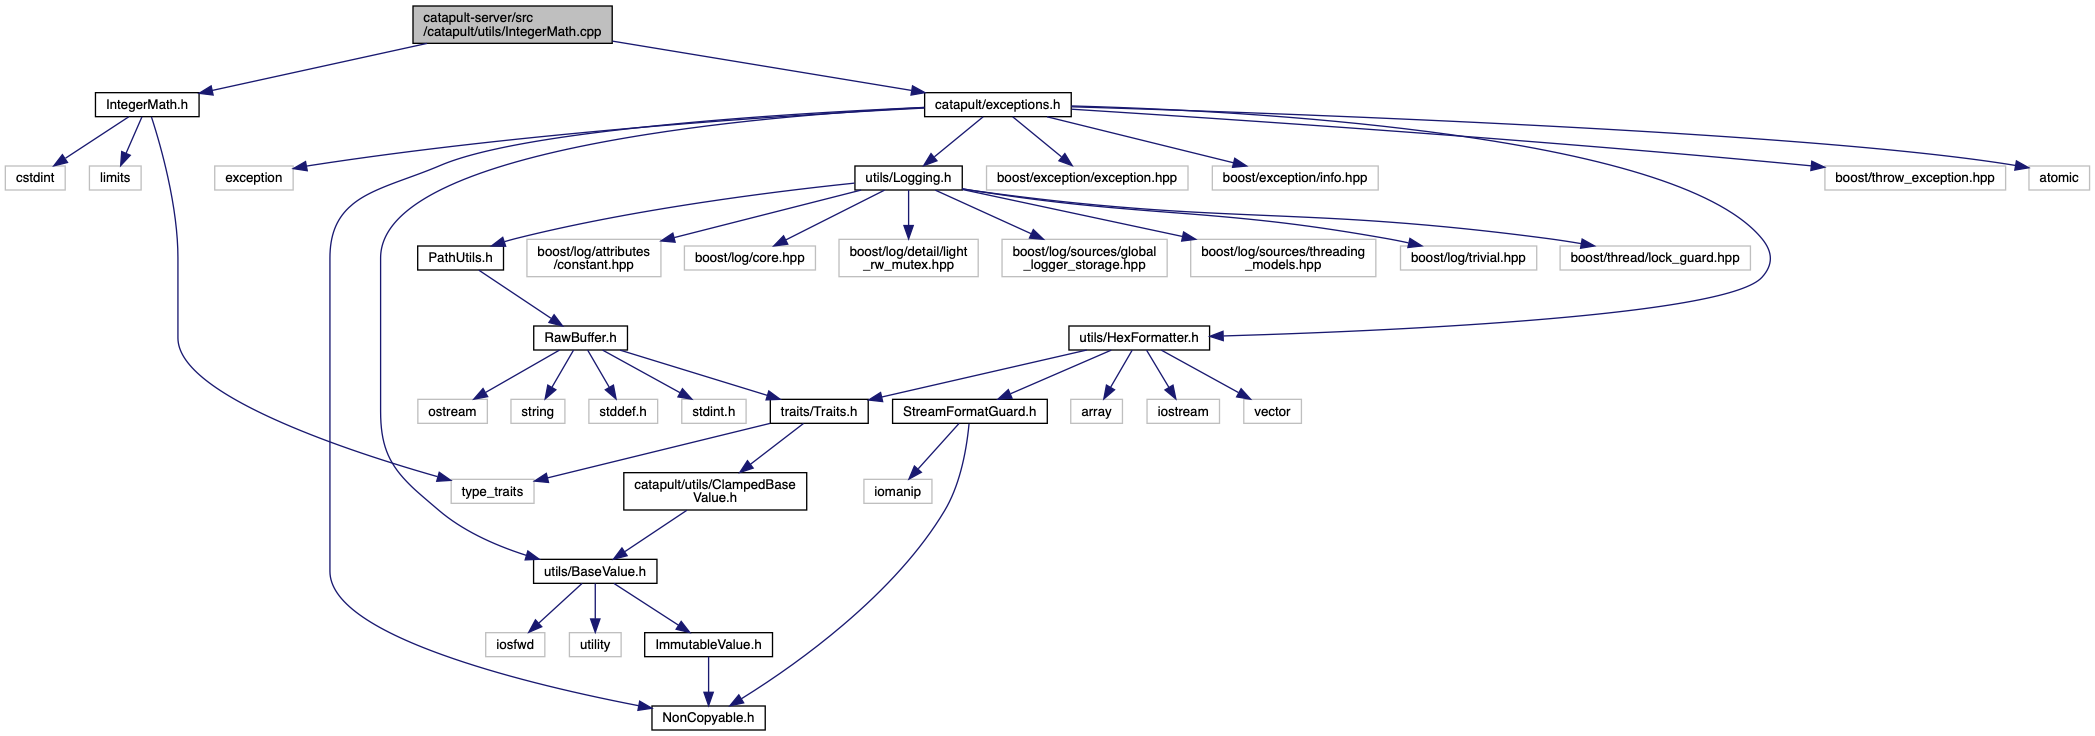 catapult-server/src
/catapult/utils/IntegerMath.cpp
IntegerMath.h
catapult/exceptions.h
cstdint
limits
exception
utils/Logging.h
boost/exception/exception.hpp
boost/exception/info.hpp
boost/throw_exception.hpp
atomic
PathUtils.h
boost/log/attributes
/constant.hpp
boost/log/core.hpp
boost/log/detail/light
_rw_mutex.hpp
boost/log/sources/global
_logger_storage.hpp
boost/log/sources/threading
_models.hpp
boost/log/trivial.hpp
boost/thread/lock_guard.hpp
RawBuffer.h
utils/HexFormatter.h
ostream
string
stddef.h
stdint.h
traits/Traits.h
StreamFormatGuard.h
array
iostream
vector
type_traits
catapult/utils/ClampedBase
Value.h
iomanip
utils/BaseValue.h
iosfwd
utility
ImmutableValue.h
NonCopyable.h